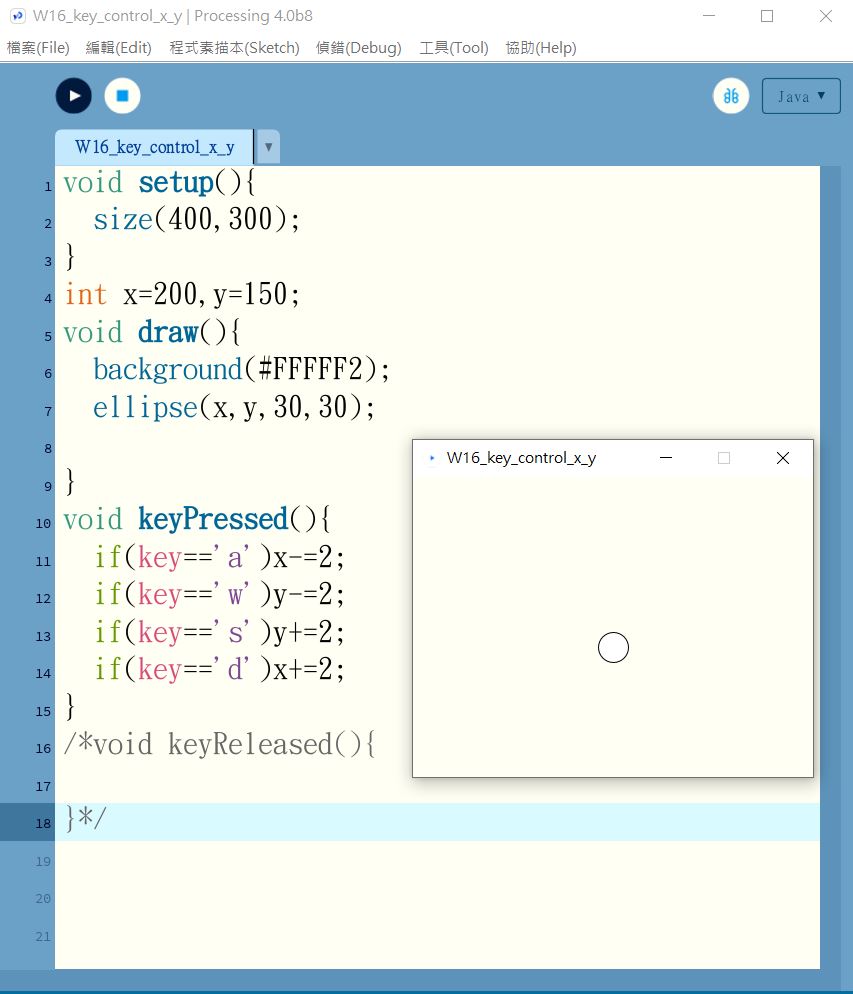 W16_key_control_x_y | Processing 4.0b8
檔案(File) 編輯(Edit) 程式素描本(Sketch) 偵錯(Debug) 工具(Tool) 協助(Help)
Java ▼
W16_key_control_x_y ▼
1 void setup(){
2   size(400,300);
3 }
4 int x=200,y=150;
5 void draw(){
6   background(#FFFFF2);
7   ellipse(x,y,30,30);
8
9 }
10 void keyPressed(){
11   if(key=='a')x-=2;
12   if(key=='w')y-=2;
13   if(key=='s')y+=2;
14   if(key=='d')x+=2;
15 }
16 /*void keyReleased(){
17
18 }*/
19
20
21
W16_key_control_x_y